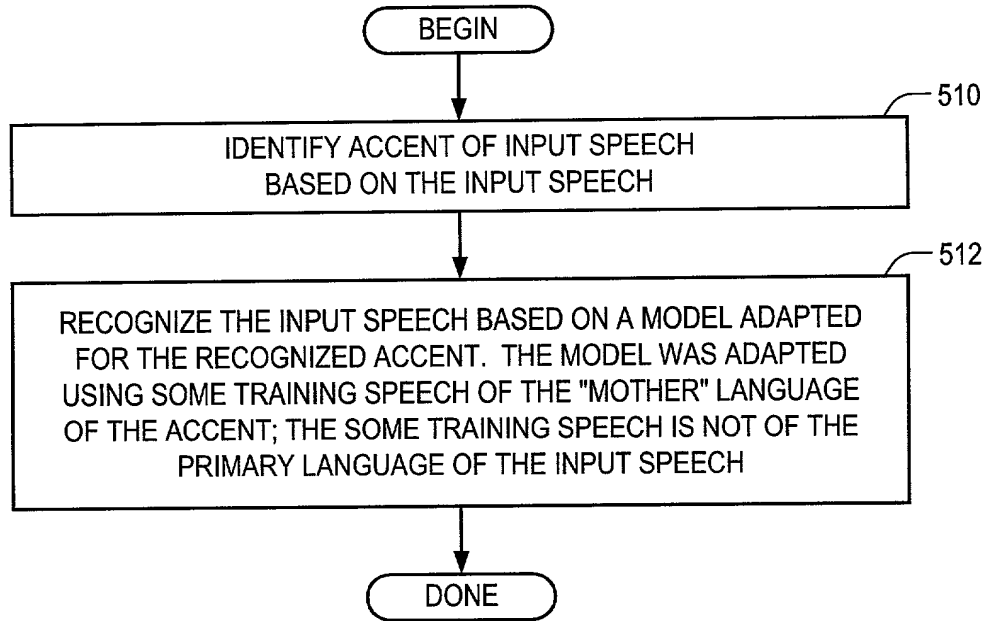 BEGIN
510
IDENTIFY ACCENT OF INPUT SPEECH
BASED ON THE INPUT SPEECH
512
RECOGNIZE THE INPUT SPEECH BASED ON A MODEL ADAPTED
FOR THE RECOGNIZED ACCENT. THE MODEL WAS ADAPTED
USING SOME TRAINING SPEECH OF THE "MOTHER" LANGUAGE
OF THE ACCENT; THE SOME TRAINING SPEECH IS NOT OF THE
PRIMARY LANGUAGE OF THE INPUT SPEECH
DONE